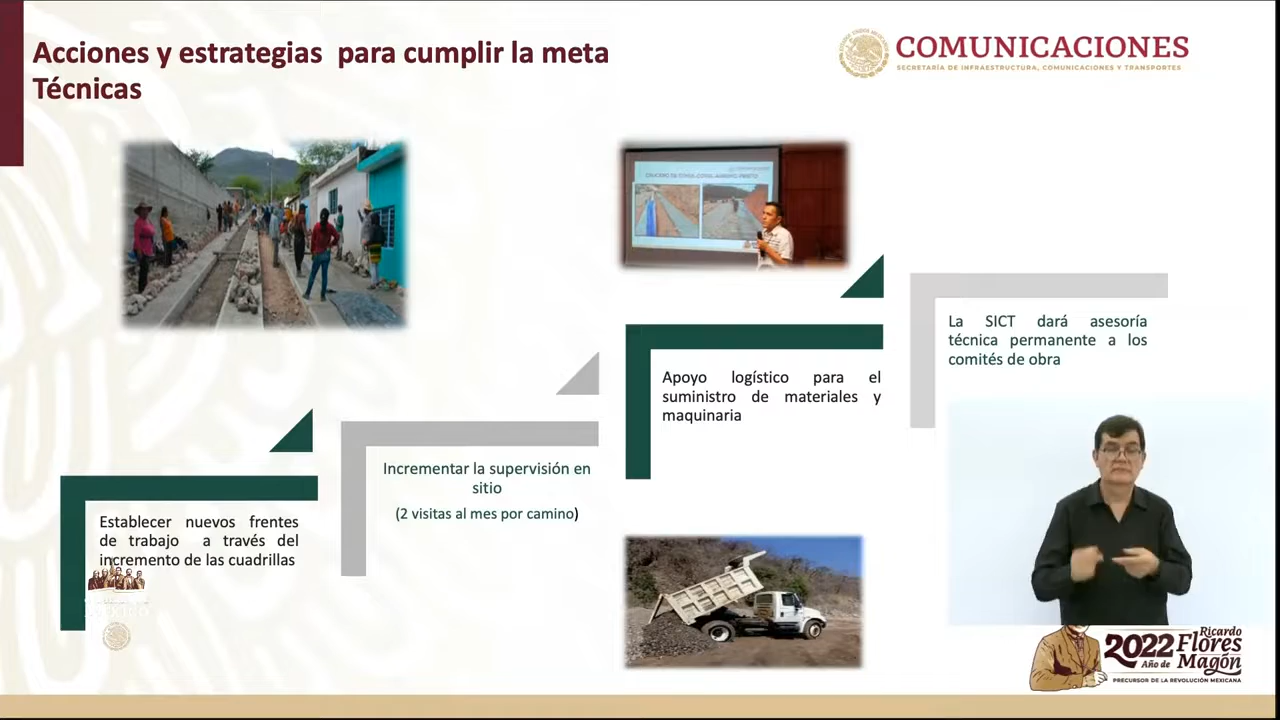 Acciones y estrategias para cumplir la meta
Técnicas
COMUNICACIONES
SECRETARÍA DE INFRAESTRUCTURA, COMUNICACIONES Y TRANSPORTES
La SICT dará asesoría
técnica permanente a los
comités de obra
Apoyo logístico para el
suministro de materiales y
maquinaria
Incrementar la supervisión en
sitio
(2 visitas al mes por camino)
Establecer nuevos frentes
de trabajo a través del
incremento de las cuadrillas
2022
Año de
Ricardo
Flores
Magón
PRECURSOR DE LA REVOLUCIÓN MEXICANA